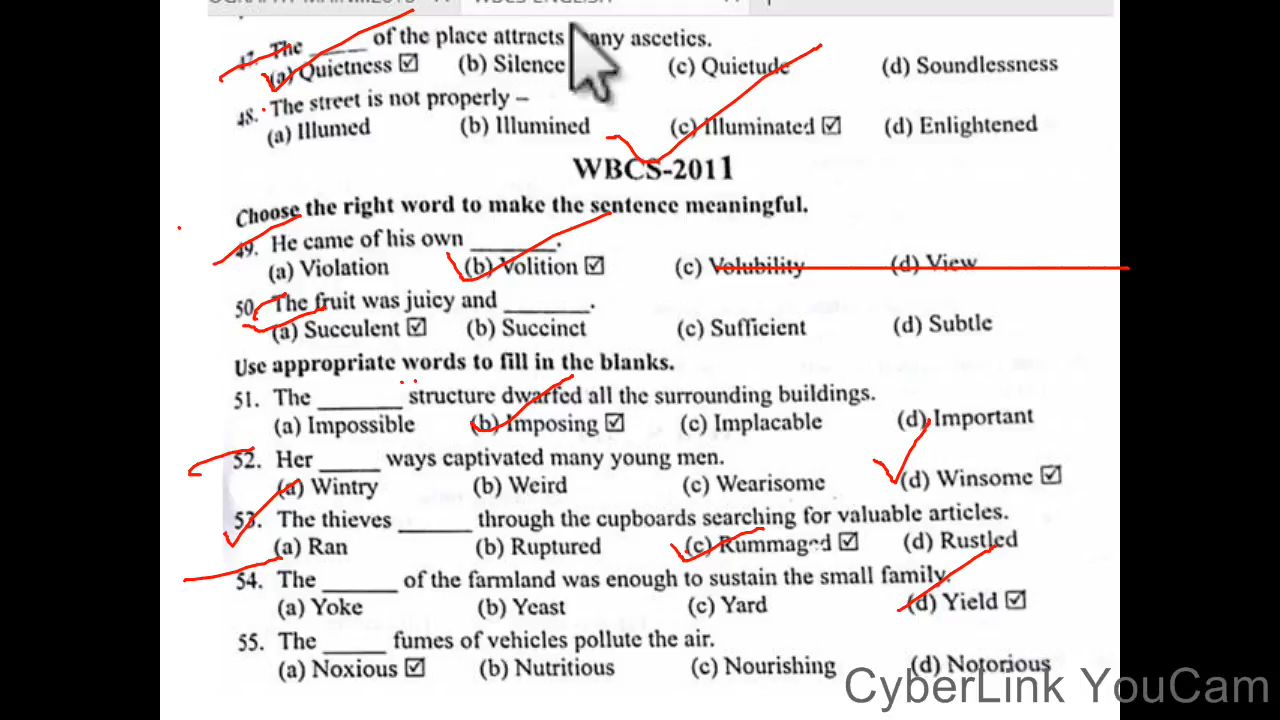 WBCS ENGLISH
47. The _____ of the place attracts many ascetics.
(a) Quietness ☑ (b) Silence (c) Quietude (d) Soundlessness
48. The street is not properly –
(a) Illumed (b) Illumined (c) Illuminated ☑ (d) Enlightened
WBCS-2011
Choose the right word to make the sentence meaningful.
49. He came of his own _______.
(a) Violation (b) Volition ☑ (c) Volubility (d) View
50. The fruit was juicy and _______.
(a) Succulent ☑ (b) Succinct (c) Sufficient (d) Subtle
Use appropriate words to fill in the blanks.
51. The _______ structure dwarfed all the surrounding buildings.
(a) Impossible (b) Imposing ☑ (c) Implacable (d) Important
52. Her _____ ways captivated many young men.
(a) Wintry (b) Weird (c) Wearisome (d) Winsome ☑
53. The thieves ______ through the cupboards searching for valuable articles.
(a) Ran (b) Ruptured (c) Rummaged ☑ (d) Rustled
54. The ______ of the farmland was enough to sustain the small family.
(a) Yoke (b) Yeast (c) Yard (d) Yield ☑
55. The _____ fumes of vehicles pollute the air.
(a) Noxious ☑ (b) Nutritious (c) Nourishing (d) Notorious
CyberLink YouCam